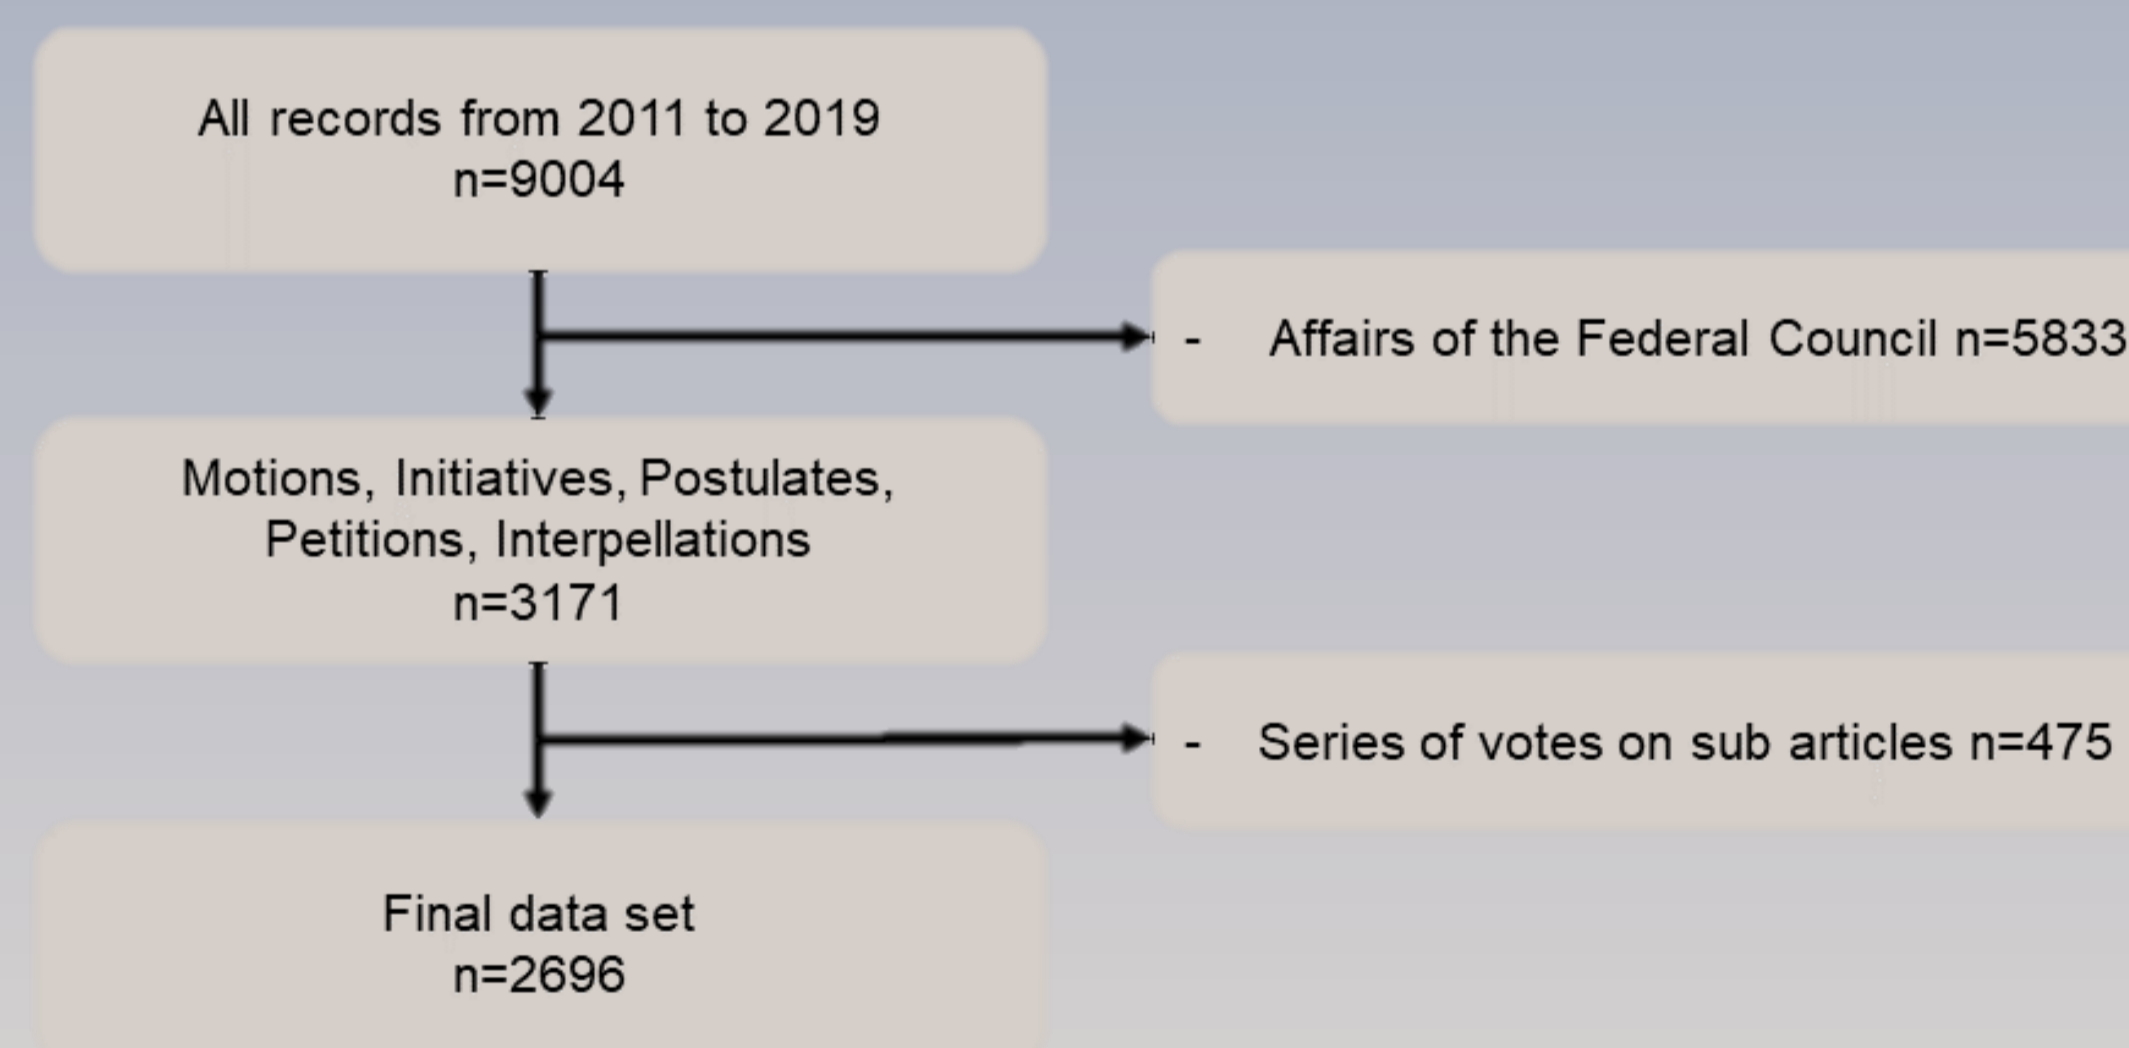 All records from 2011 to 2019
n=9004
- Affairs of the Federal Council n=5833
Motions, Initiatives, Postulates,
Petitions, Interpellations
n=3171
- Series of votes on sub articles n=475
Final data set
n=2696